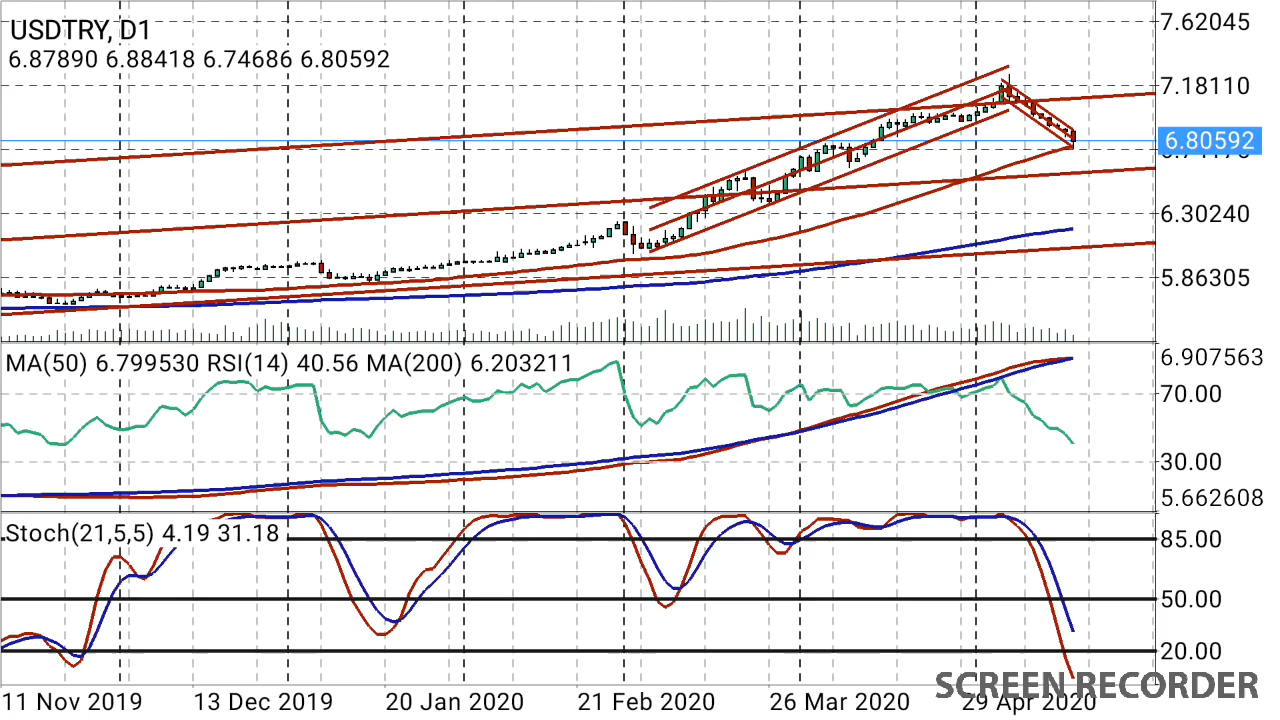 USDTRY, D1
6.87890 6.88418 6.74686 6.80592
7.62045
7.18110
6.80592
6.30240
5.86305
MA(50) 6.799530 RSI(14) 40.56 MA(200) 6.203211
6.907563
70.00
30.00
5.662608
Stoch(21,5,5) 4.19 31.18
85.00
50.00
20.00
11 Nov 2019 13 Dec 2019 20 Jan 2020 21 Feb 2020 26 Mar 2020 29 Apr 2020
SCREEN RECORDER